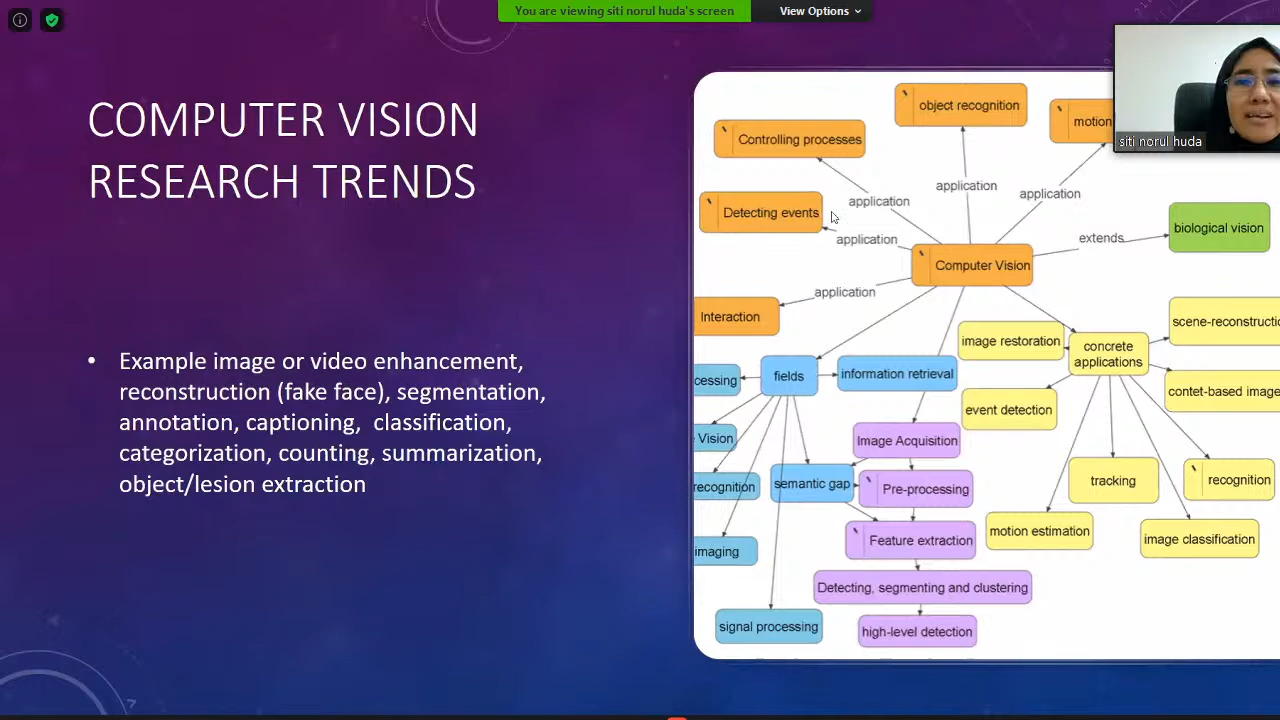 You are viewing siti norul huda's screen
View Options
COMPUTER VISION
RESEARCH TRENDS
• Example image or video enhancement,
reconstruction (fake face), segmentation,
annotation, captioning, classification,
categorization, counting, summarization,
object/lesion extraction
siti norul huda
object recognition
motion
Controlling processes
application
application
application
Detecting events
application
biological vision
extends
Computer Vision
application
Interaction
scene-reconstructio
image restoration
concrete
applications
cessing
fields
information retrieval
contet-based image
event detection
Vision
Image Acquisition
recognition
semantic gap
Pre-processing
tracking
recognition
motion estimation
image classification
Feature extraction
imaging
Detecting, segmenting and clustering
signal processing
high-level detection